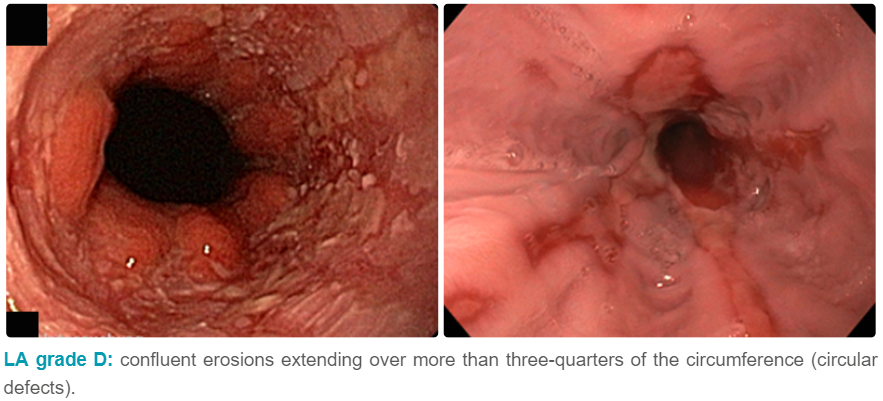 LA grade D: confluent erosions extending over more than three-quarters of the circumference (circular
defects).